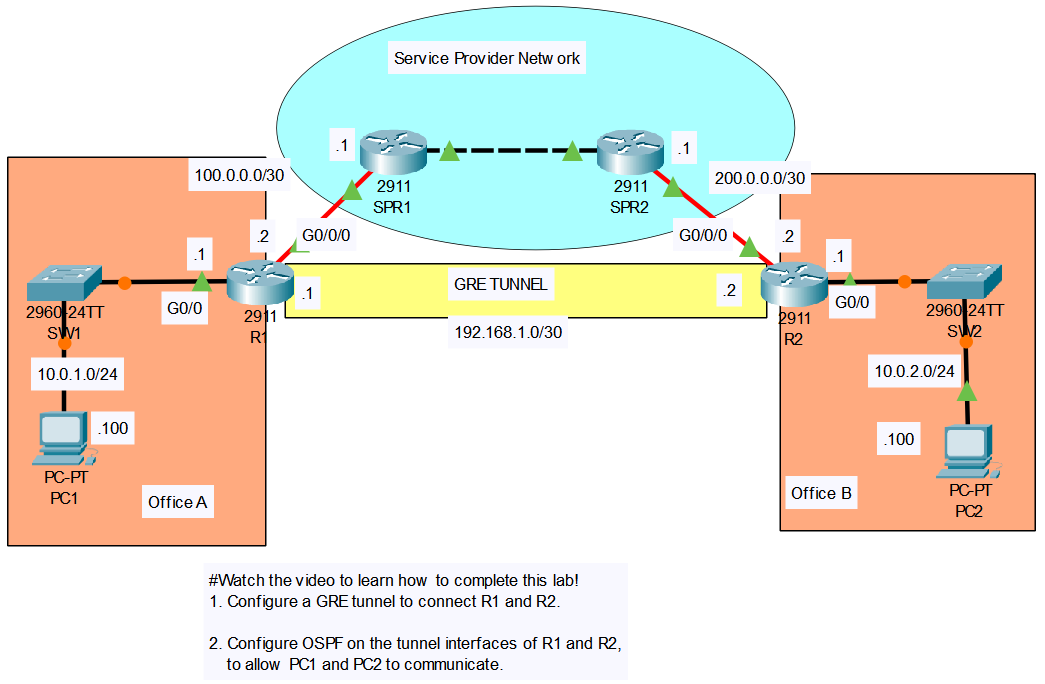 Service Provider Network
.1
2911
SPR1
2911
SPR2
.1
100.0.0.0/30
200.0.0.0/30
.2
G0/0/0
G0/0/0
.2
.1
G0/0
2911
R1
.1
GRE TUNNEL
.2
192.168.1.0/30
2911
R2
.1
G0/0
2960-24TT
SW1
2960-24TT
SW2
10.0.1.0/24
10.0.2.0/24
.100
.100
PC-PT
PC1
PC-PT
PC2
Office A
Office B
#Watch the video to learn how to complete this lab!
1. Configure a GRE tunnel to connect R1 and R2.
2. Configure OSPF on the tunnel interfaces of R1 and R2,
to allow PC1 and PC2 to communicate.